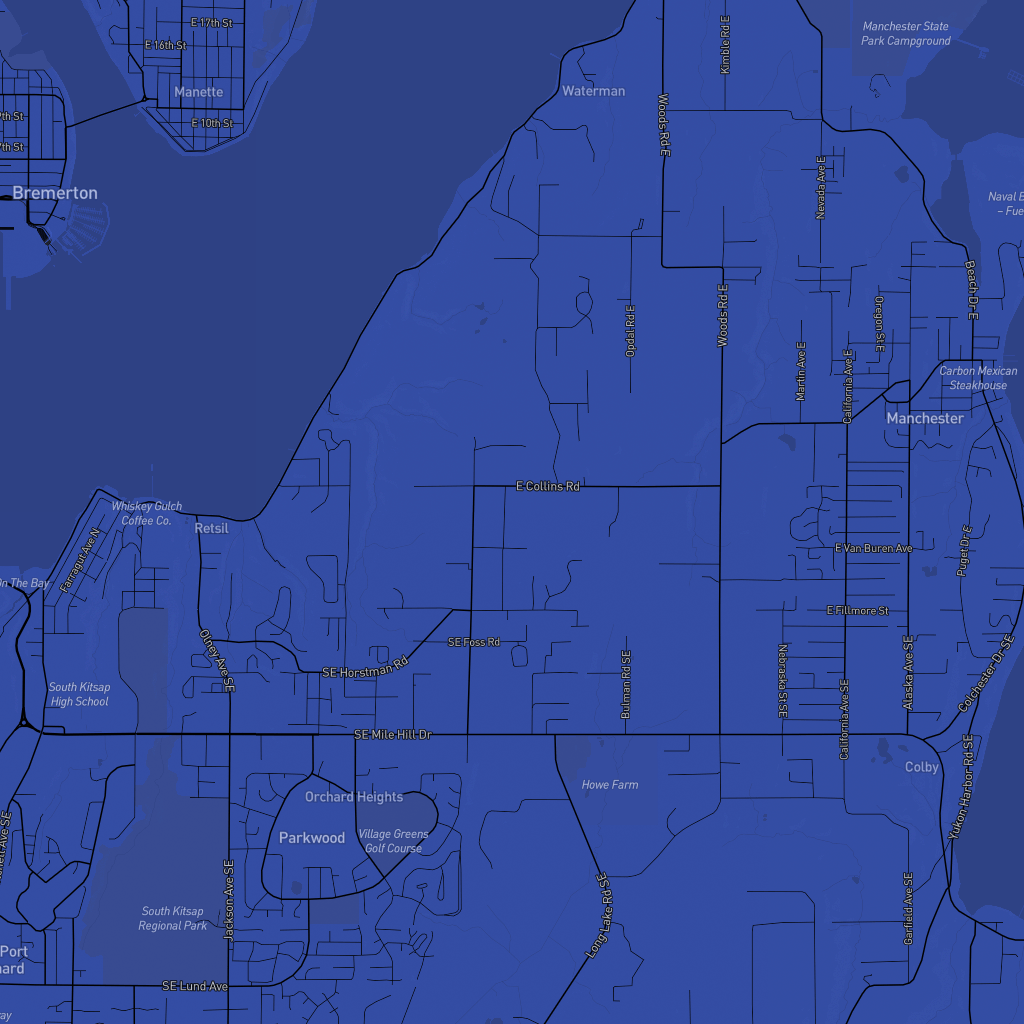 E 17th St
Manchester State
Park Campground
E 16th St
Kimble Rd E
Manette
Waterman
E 10th St
Woods Rd E
Bremerton
Nevada Ave E
Naval
– Fue
Beach Dr E
Woods Rd E
Opdal Rd E
Oregon St E
Martin Ave E
California Ave E
Carbon Mexican
Steakhouse
Manchester
E Collins Rd
Whiskey Gulch
Coffee Co.
Retsil
Farragut Ave N
On The Bay
E Van Buren Ave
Puget Dr E
E Fillmore St
SE Foss Rd
Olney Ave SE
SE Horstman Rd
Bulman Rd SE
Nebraska St SE
California Ave SE
Alaska Ave SE
Colchester Dr SE
South Kitsap
High School
SE Mile Hill Dr
Colby
Yukon Harbor Rd SE
Howe Farm
Orchard Heights
Parkwood
Village Greens
Golf Course
Jackson Ave SE
South Kitsap
Regional Park
Long Lake Rd SE
Garfield Ave SE
Port
hard
SE Lund Ave